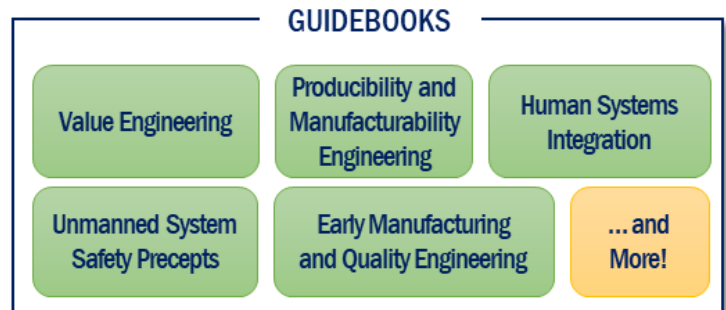 GUIDEBOOKS
Value Engineering
Producibility and
Manufacturability
Engineering
Human Systems
Integration
Unmanned System
Safety Precepts
Early Manufacturing
and Quality Engineering
...and
More!